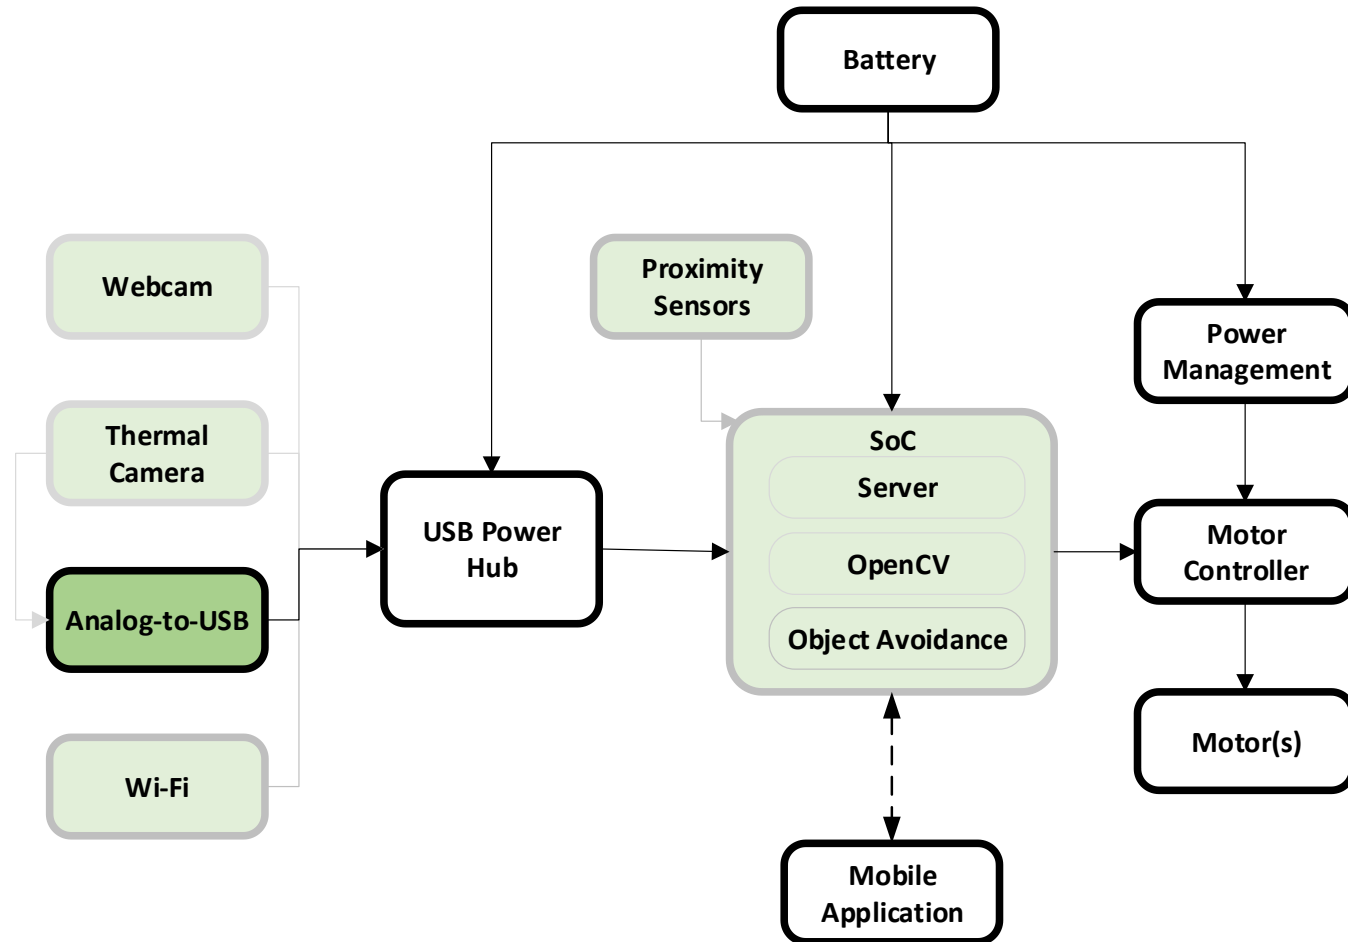 Battery
Webcam
Proximity
Sensors
Power
Management
Thermal
Camera
SoC
Server
USB Power
Hub
OpenCV
Motor
Controller
Analog-to-USB
Object Avoidance
Motor(s)
Wi-Fi
Mobile
Application